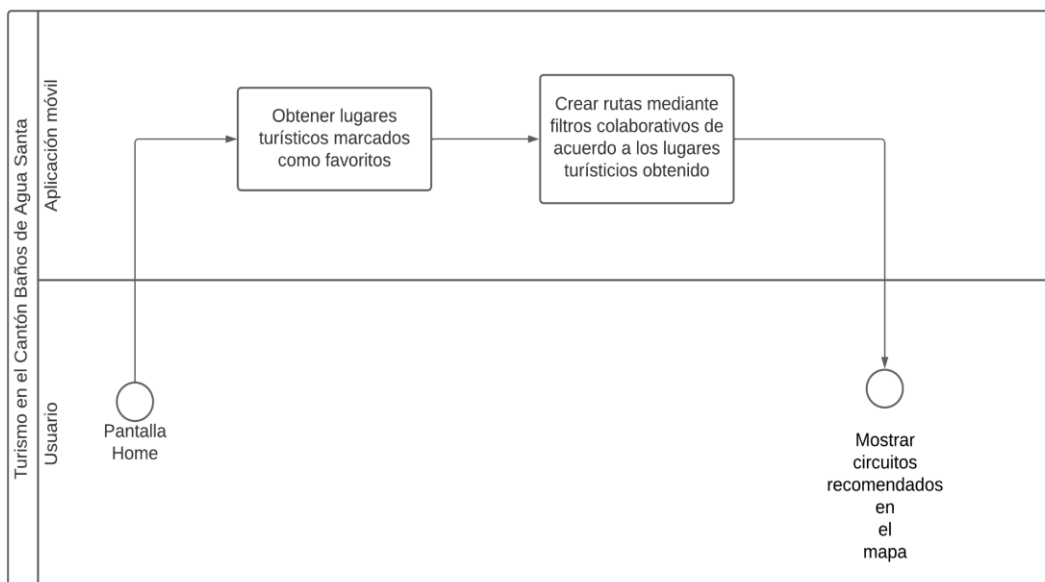 Turismo en el Cantón Baños de Agua Santa
Aplicación móvil
Obtener lugares
turísticos marcados
como favoritos
Crear rutas mediante
filtros colaborativos de
acuerdo a los lugares
turísticios obtenido
Usuario
Pantalla
Home
Mostrar
circuitos
recomendados
en
el
mapa